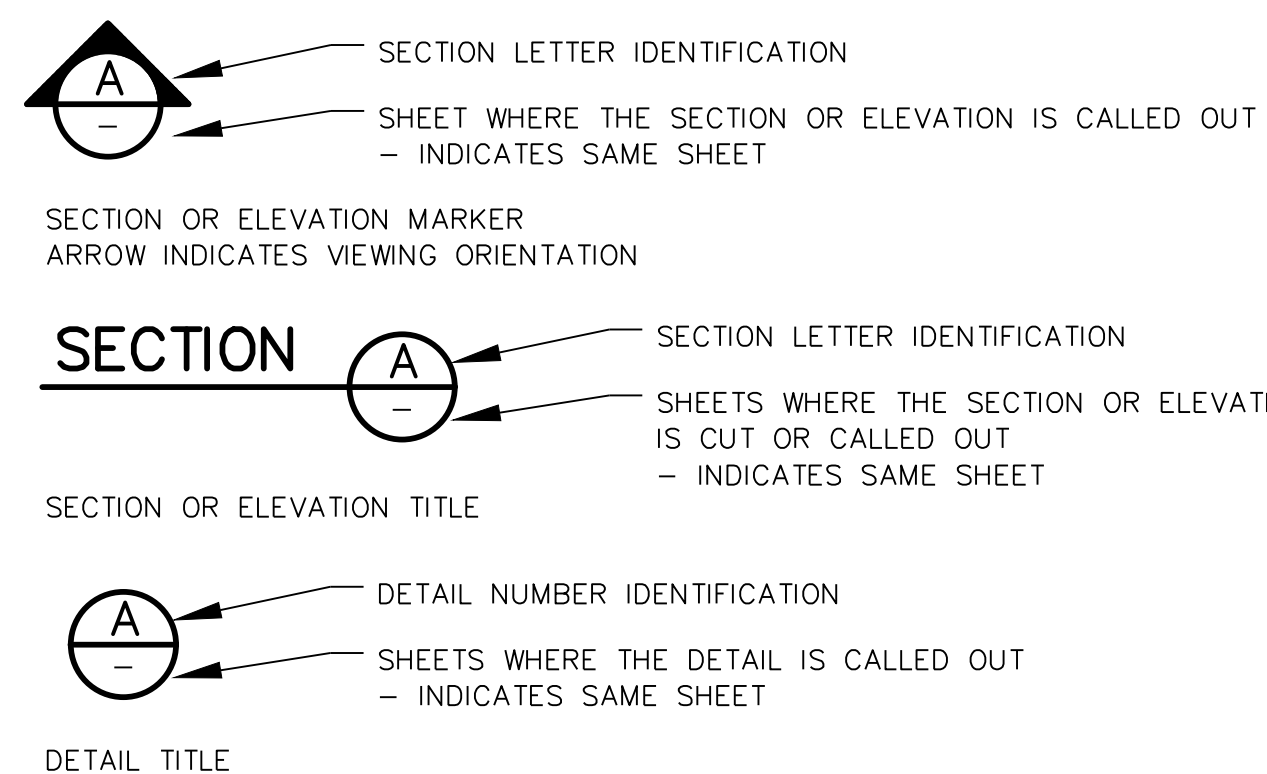 A
-
SECTION LETTER IDENTIFICATION
SHEET WHERE THE SECTION OR ELEVATION IS CALLED OUT
- INDICATES SAME SHEET
SECTION OR ELEVATION MARKER
ARROW INDICATES VIEWING ORIENTATION
SECTION
A
-
SECTION LETTER IDENTIFICATION
SHEETS WHERE THE SECTION OR
IS CUT OR CALLED OUT
- INDICATES SAME SHEET
SECTION OR ELEVATION TITLE
A
-
DETAIL NUMBER IDENTIFICATION
SHEETS WHERE THE DETAIL IS CALLED OUT
- INDICATES SAME SHEET
DETAIL TITLE